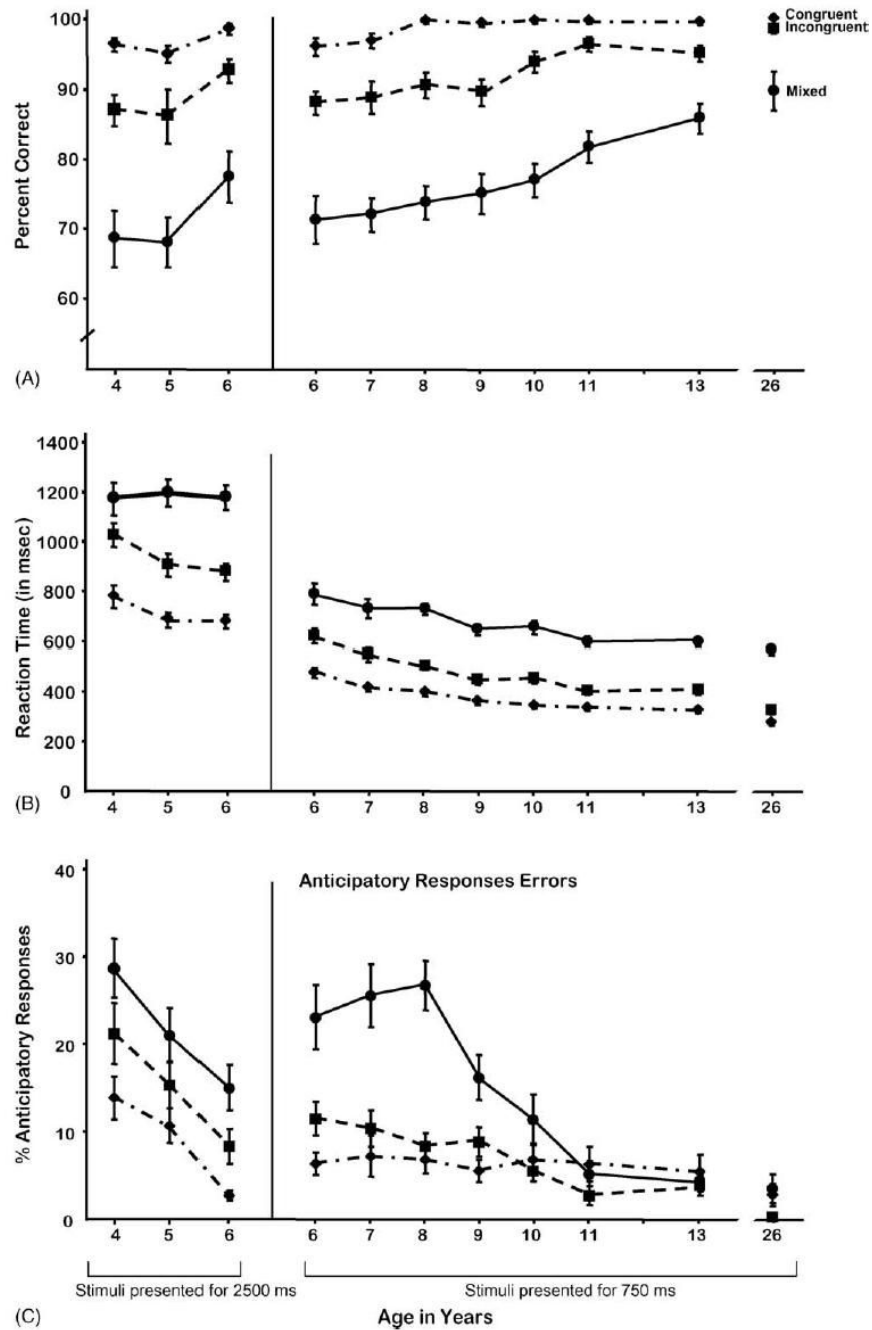 100
90
80
70
60
Percent Correct
Congruent
Incongruent
Mixed
(A)
4 5 6 6 7 8 9 10 11 13 26
1400
1200
1000
800
600
400
200
0
Reaction Time (in msec)
(B)
4 5 6 6 7 8 9 10 11 13 26
Anticipatory Responses Errors
40
30
20
10
0
% Anticipatory Responses
4 5 6 6 7 8 9 10 11 13 26
Stimuli presented for 2500 ms Stimuli presented for 750 ms
(C) Age in Years